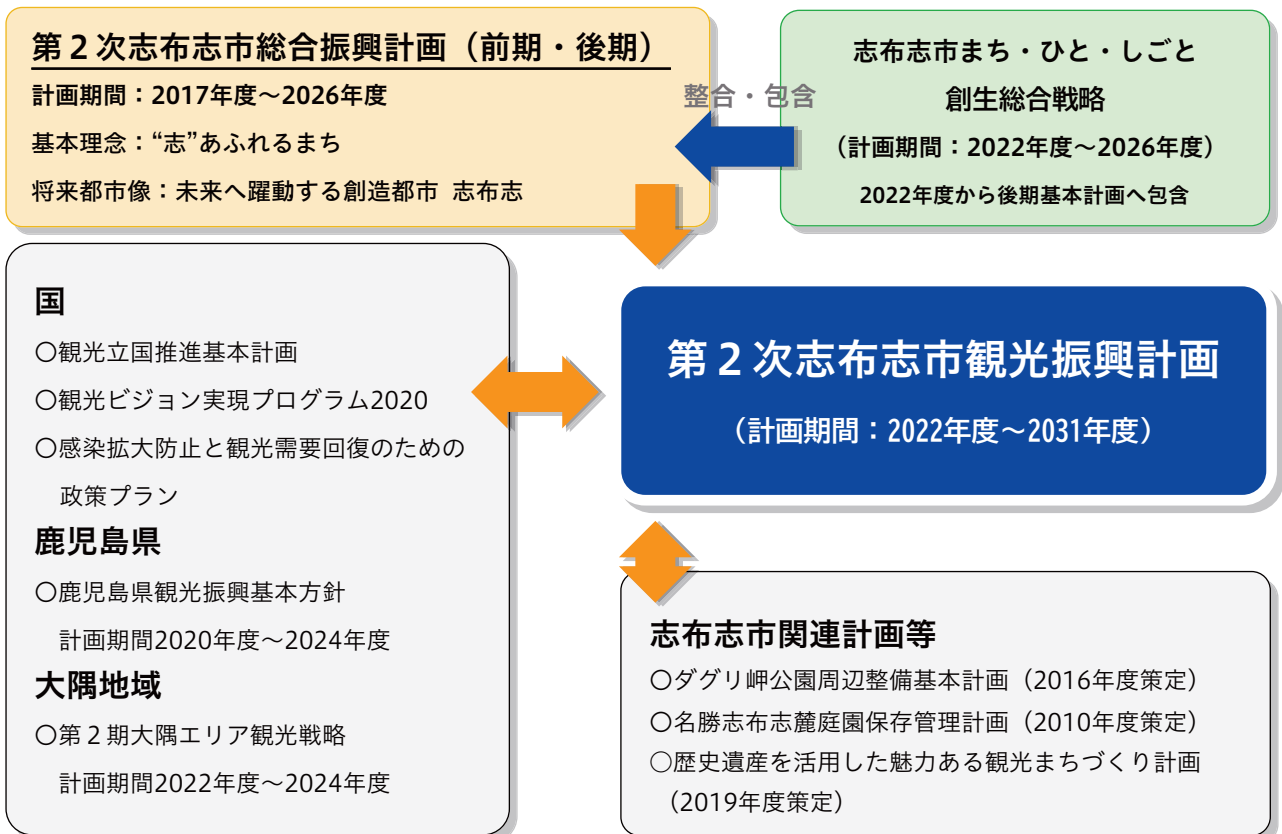 第２次志布志市総合振興計画（前期・後期）
計画期間：2017年度～2026年度
基本理念：“志”あふれるまち
将来都市像：未来へ躍動する創造都市 志布志
整合・包含
志布志市まち・ひと・しごと
創生総合戦略
（計画期間：2022年度～2026年度）
2022年度から後期基本計画へ包含
国
〇観光立国推進基本計画
〇観光ビジョン実現プログラム2020
〇感染拡大防止と観光需要回復のための
政策プラン
鹿児島県
〇鹿児島県観光振興基本方針
計画期間2020年度～2024年度
大隅地域
〇第２期大隅エリア観光戦略
計画期間2022年度～2024年度
第２次志布志市観光振興計画
（計画期間：2022年度～2031年度）
志布志市関連計画等
〇ダグリ岬公園周辺整備基本計画（2016年度策定）
〇名勝志布志麓庭園保存管理計画（2010年度策定）
〇歴史遺産を活用した魅力ある観光まちづくり計画
（2019年度策定）